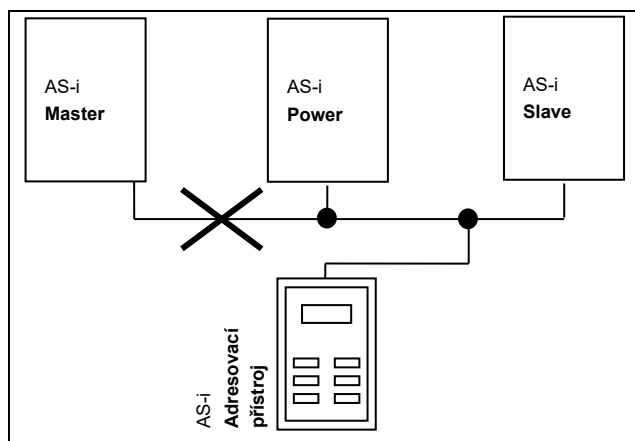 AS-i
Master
AS-i
Power
AS-i
Slave
AS-i
Adresovací
přístroj